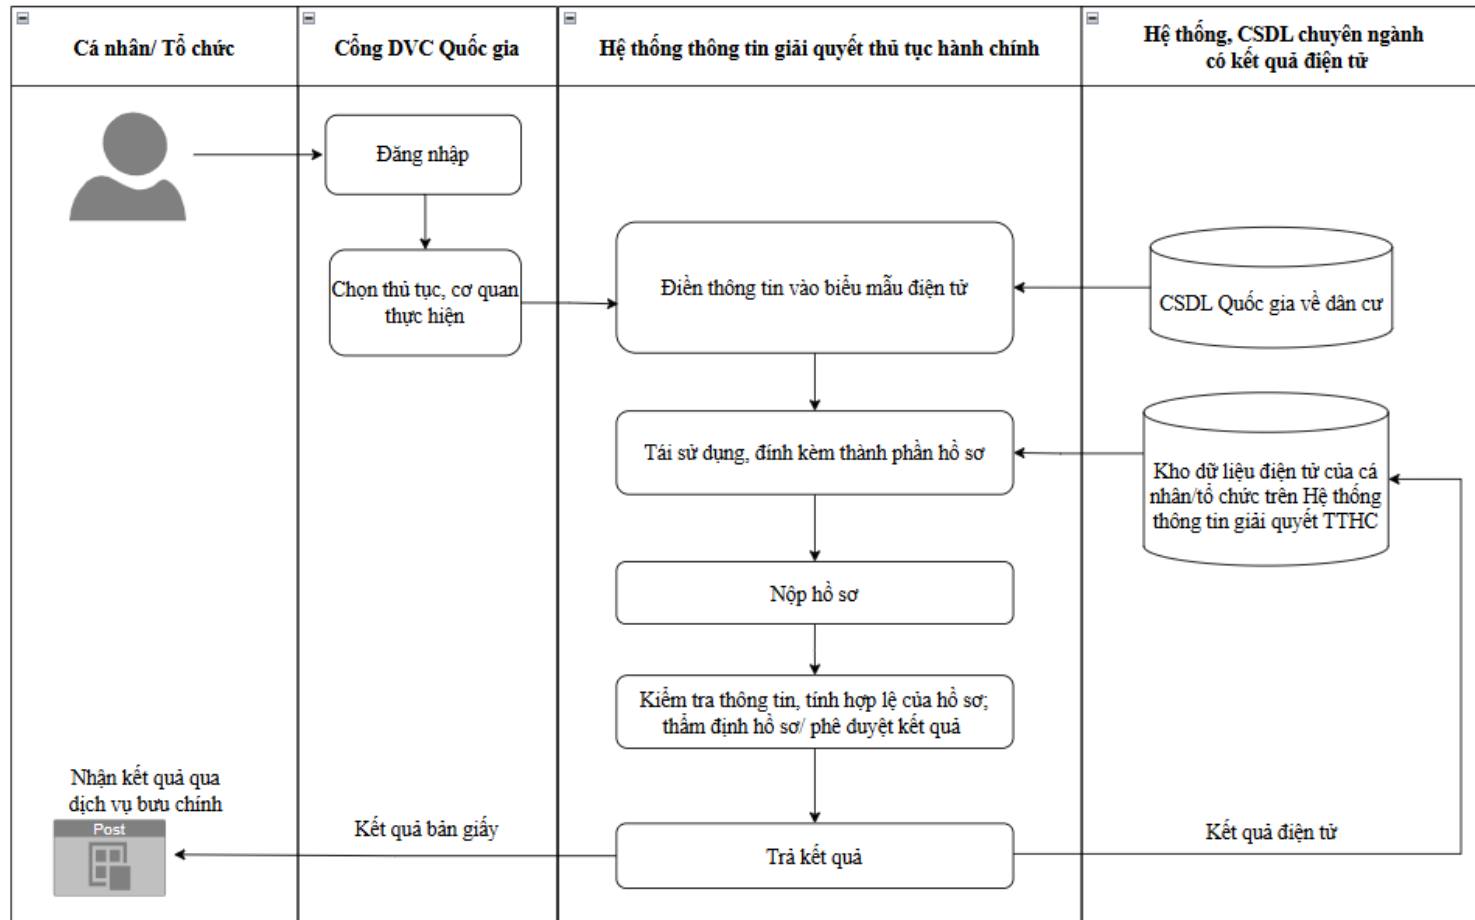 Cá nhân/ Tổ chức
Cổng DVC Quốc gia
Hệ thống thông tin giải quyết thủ tục hành chính
Hệ thống, CSDL chuyên ngành
có kết quả điện tử
Đăng nhập
Chọn thủ tục, cơ quan
thực hiện
Điền thông tin vào biểu mẫu điện tử
CSDL Quốc gia về dân cư
Tái sử dụng, đính kèm thành phần hồ sơ
Kho dữ liệu điện tử của cá
nhân/tổ chức trên Hệ thống
thông tin giải quyết TTHC
Nộp hồ sơ
Kiểm tra thông tin, tính hợp lệ của hồ sơ;
thẩm định hồ sơ/ phê duyệt kết quả
Nhận kết quả qua
dịch vụ bưu chính
Post
Kết quả bản giấy
Trả kết quả
Kết quả điện tử